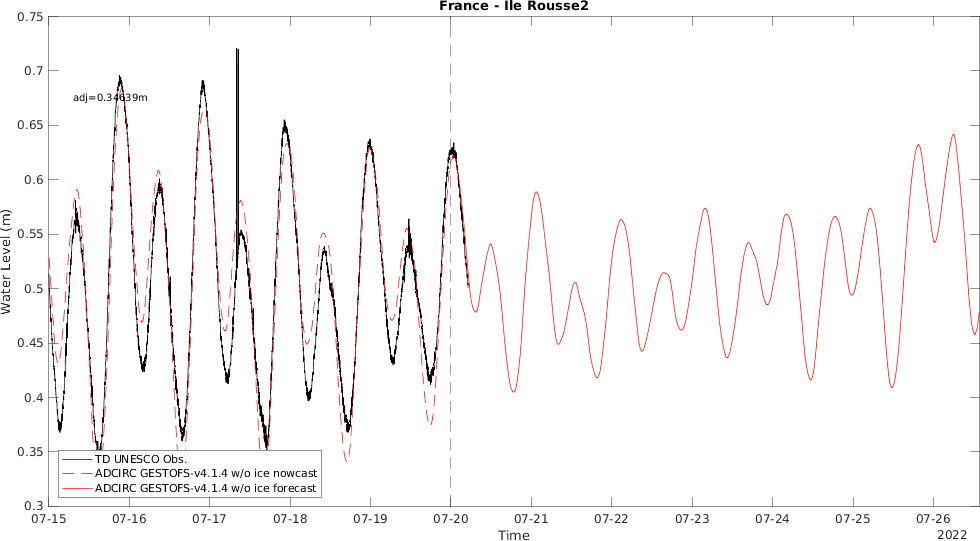 France - Ile Rousse2
0.75
0.7
0.65
0.6
0.55
0.5
0.45
0.4
0.35
0.3
Water Level (m)
adj=0.34639m
TD UNESCO Obs.
ADCIRC GESTOFS-v4.1.4 w/o ice nowcast
ADCIRC GESTOFS-v4.1.4 w/o ice forecast
07-15 07-16 07-17 07-18 07-19 07-20 07-21 07-22 07-23 07-24 07-25 07-26
Time
2022